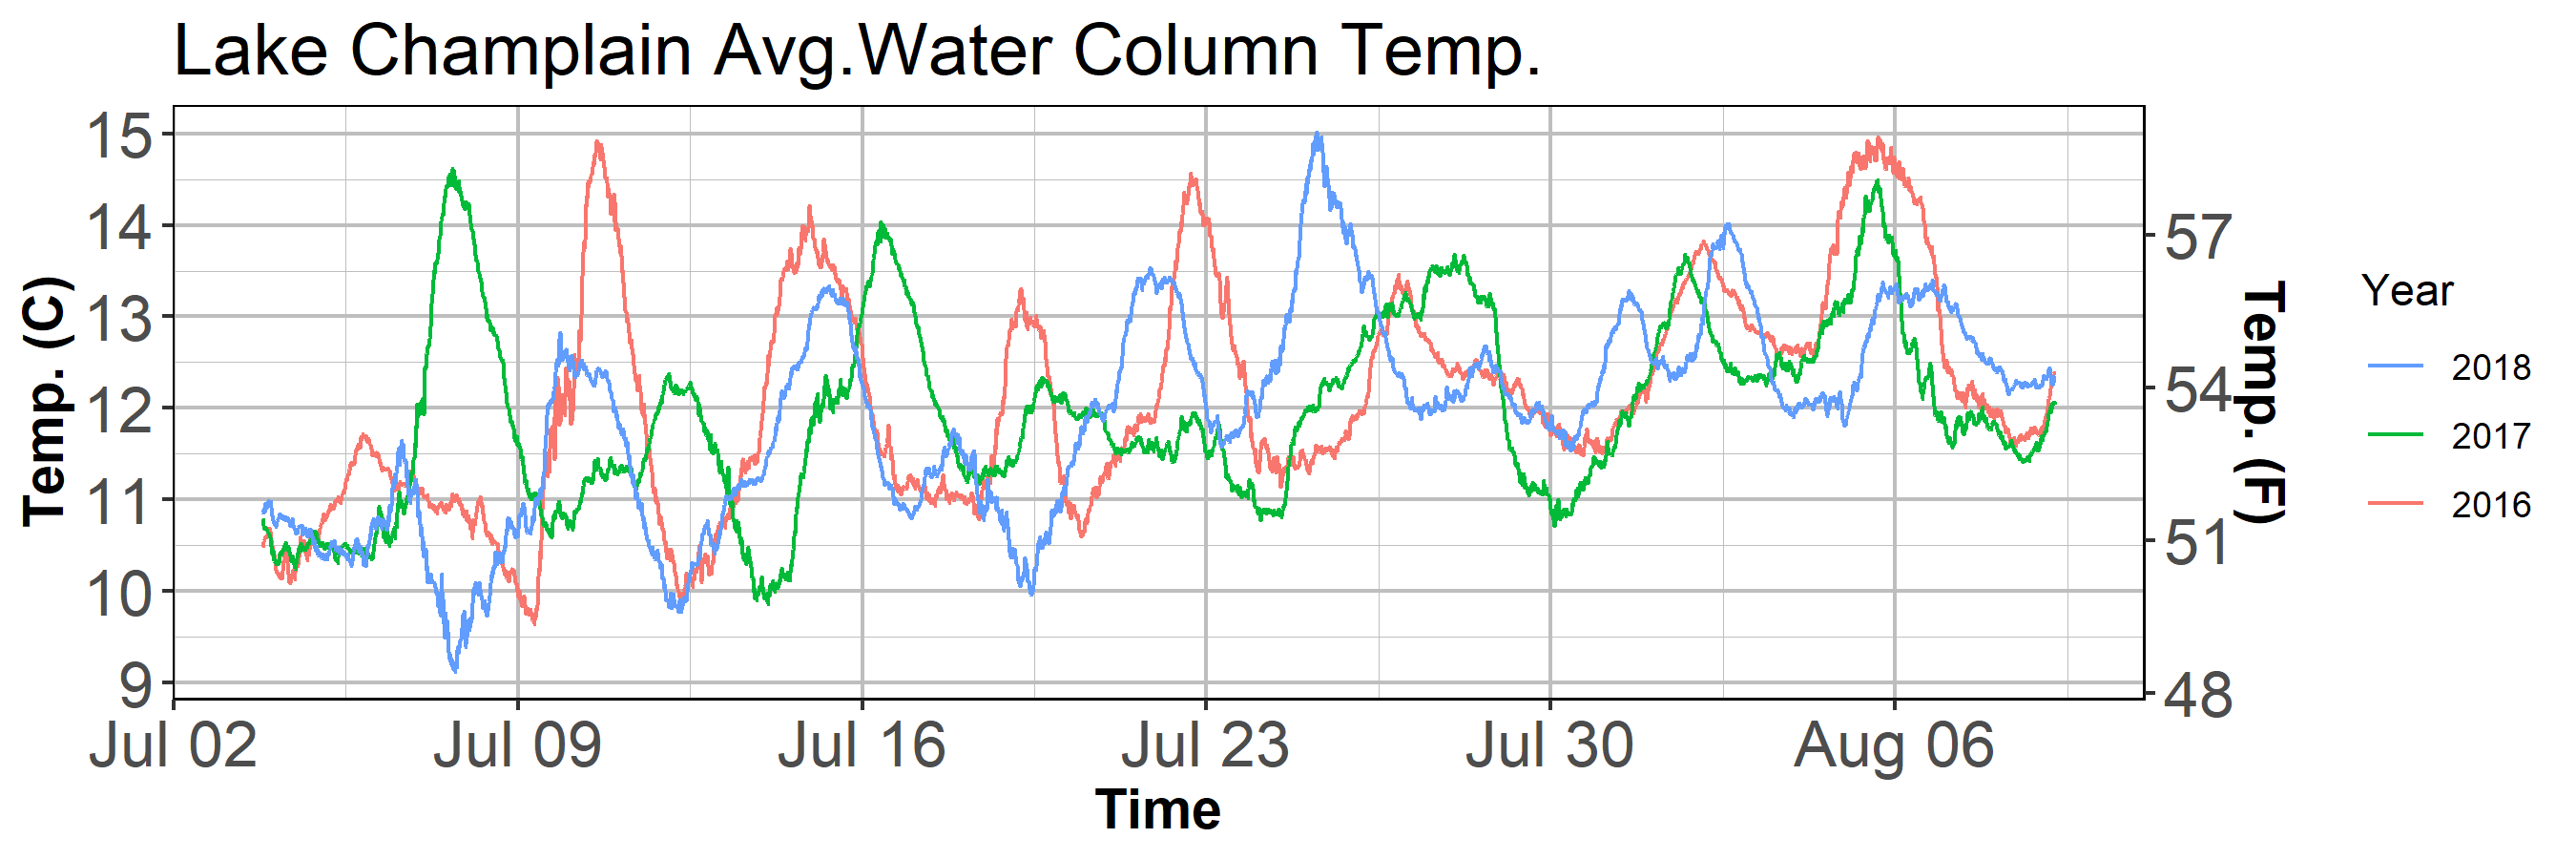 Lake Champlain Avg.Water Column Temp.
Temp. (C)
15
14
13
12
11
10
9
57
54
51
48
Temp. (F)
Jul 02
Jul 09
Jul 16
Jul 23
Jul 30
Aug 06
Time
Year
2018
2017
2016